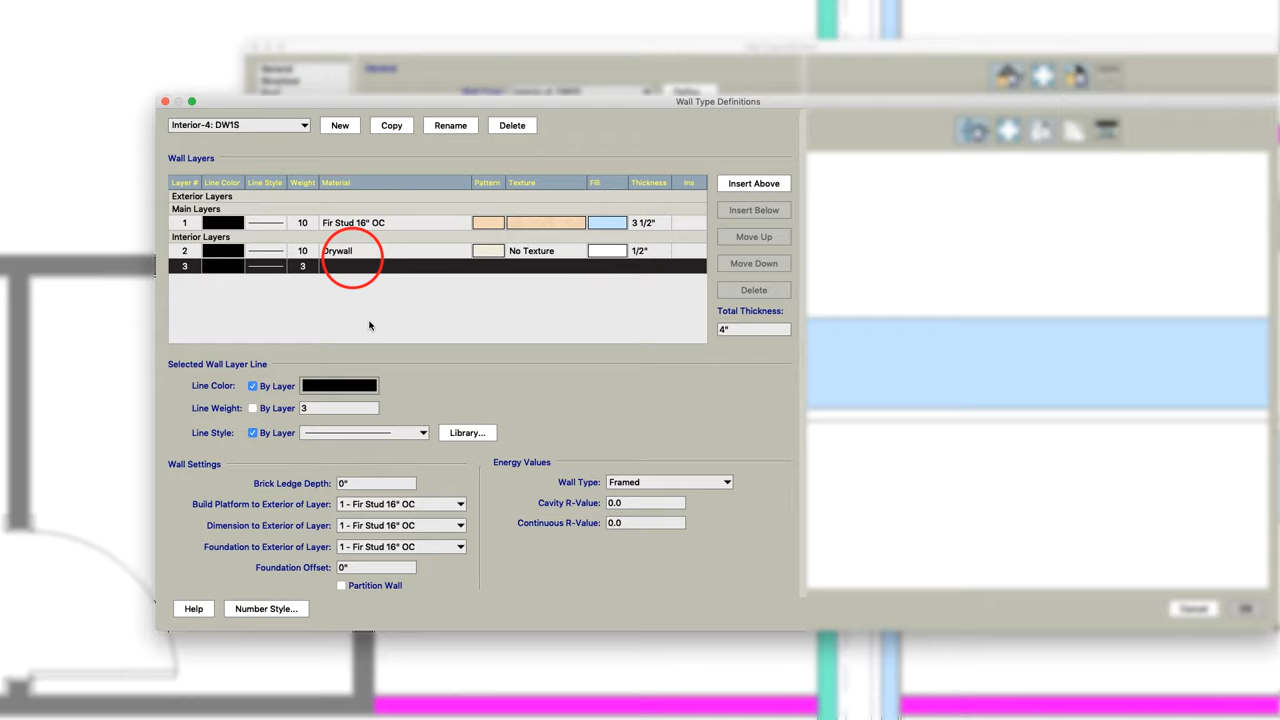 General
General
Wall Type Definitions
Interior-4: DW1S
New
Copy
Rename
Delete
Wall Layers
Layer # Line Color Line Style Weight Material Pattern Texture Fill Thickness Ins
Exterior Layers
Main Layers
1 10 Fir Stud 16" OC 3 1/2"
Interior Layers
2 10 Drywall No Texture 1/2"
3 3
Insert Above
Insert Below
Move Up
Move Down
Delete
Total Thickness:
4"
Selected Wall Layer Line
Line Color: By Layer
Line Weight: By Layer 3
Line Style: By Layer Library...
Wall Settings
Brick Ledge Depth: 0"
Build Platform to Exterior of Layer: 1 - Fir Stud 16" OC
Dimension to Exterior of Layer: 1 - Fir Stud 16" OC
Foundation to Exterior of Layer: 1 - Fir Stud 16" OC
Foundation Offset: 0"
Partition Wall
Energy Values
Wall Type: Framed
Cavity R-Value: 0.0
Continuous R-Value: 0.0
Help
Number Style...
Cancel
OK